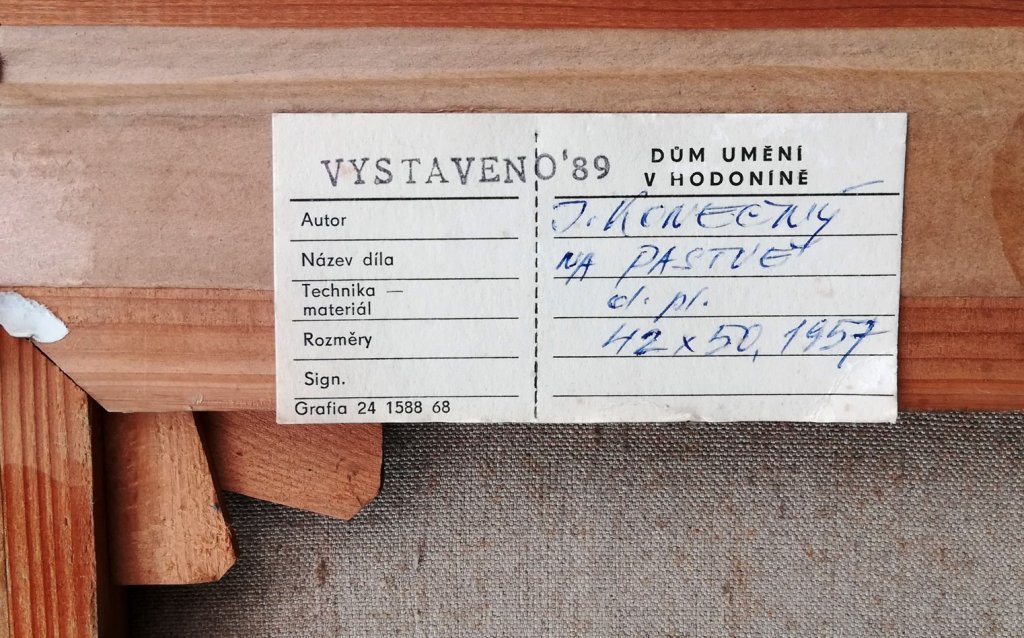 VYSTAVENO'89
DŮM UMĚNÍ
V HODONÍNĚ
Autor J. KONEČNÝ
Název díla NA PASTVĚ
Technika —
materiál o. pl.
Rozměry 42 x 50, 1957
Sign.
Grafia 24 1588 68